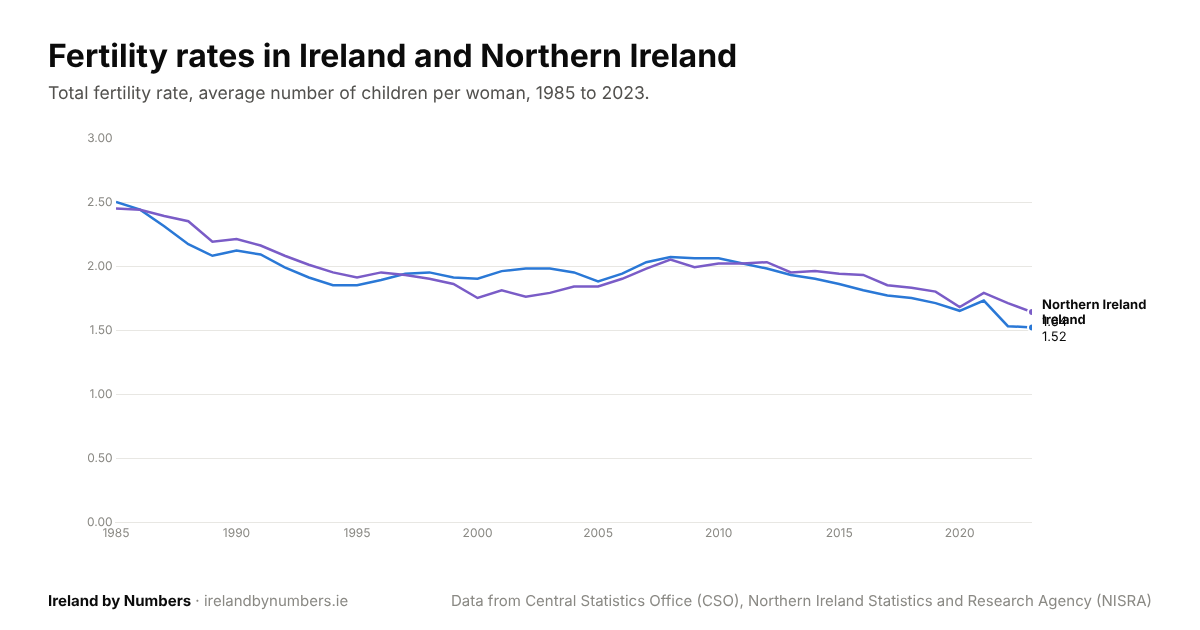 Fertility rates in Ireland and Northern Ireland
Total fertility rate, average number of children per woman, 1985 to 2023.
3.00
2.50
2.00
1.50
1.00
0.50
0.00
1985 1990 1995 2000 2005 2010 2015 2020
Northern Ireland
Ireland
1.52
Ireland by Numbers · irelandbynumbers.ie
Data from Central Statistics Office (CSO), Northern Ireland Statistics and Research Agency (NISRA)